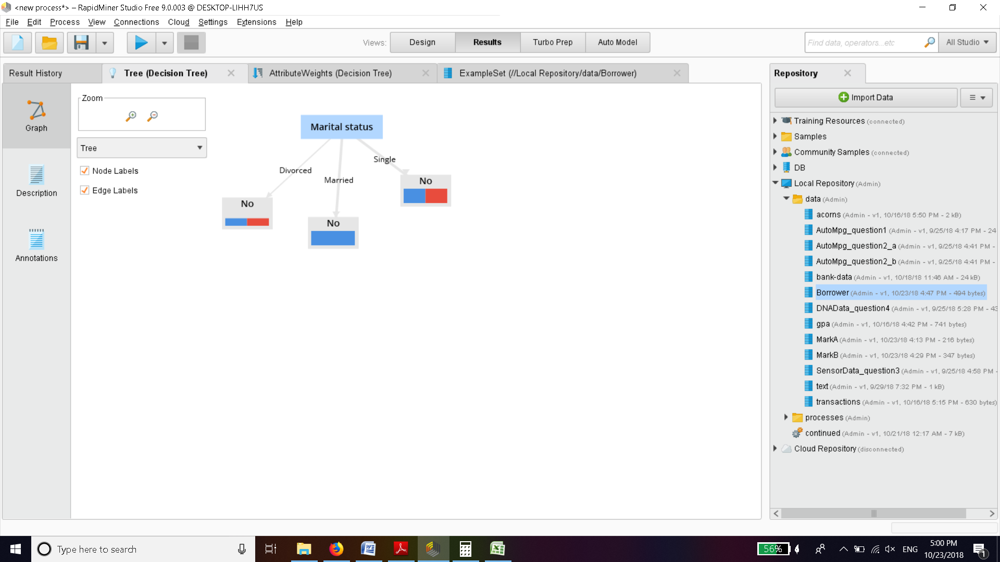 <new process*> – RapidMiner Studio Free 9.0.003 @ DESKTOP-LIHH7US
File Edit Process View Connections Cloud Settings Extensions Help
Views: Design Results Turbo Prep Auto Model
Find data, operators...etc
All Studio
Result History
Tree (Decision Tree)
AttributeWeights (Decision Tree)
ExampleSet (//Local Repository/data/Borrower)
Graph
Description
Annotations
Zoom
Tree
Node Labels
Edge Labels
Marital status
Divorced
Married
Single
No
No
No
Repository
Import Data
Training Resources (connected)
Samples
Community Samples (connected)
DB
Local Repository (Admin)
data (Admin)
acorns (Admin - v1, 10/16/18 5:50 PM - 2 kB)
AutoMpg_question1 (Admin - v1, 9/25/18 4:17 PM - 24
AutoMpg_question2_a (Admin - v1, 9/25/18 4:41 PM -
AutoMpg_question2_b (Admin - v1, 9/25/18 4:41 PM -
bank-data (Admin - v1, 10/18/18 11:46 AM - 24 kB)
Borrower (Admin - v1, 10/23/18 4:47 PM - 494 bytes)
DNAData_question4 (Admin - v1, 9/25/18 5:28 PM - 43
gpa (Admin - v1, 10/16/18 4:42 PM - 741 bytes)
MarkA (Admin - v1, 10/23/18 4:13 PM - 216 bytes)
MarkB (Admin - v1, 10/23/18 4:29 PM - 347 bytes)
SensorData_question3 (Admin - v1, 9/25/18 4:58 PM -
text (Admin - v1, 9/29/18 7:32 PM - 1 kB)
transactions (Admin - v1, 10/16/18 5:15 PM - 630 bytes)
processes (Admin)
continued (Admin - v1, 10/21/18 12:17 AM - 7 kB)
Cloud Repository (disconnected)
Type here to search
56%
ENG
5:00 PM
10/23/2018
1